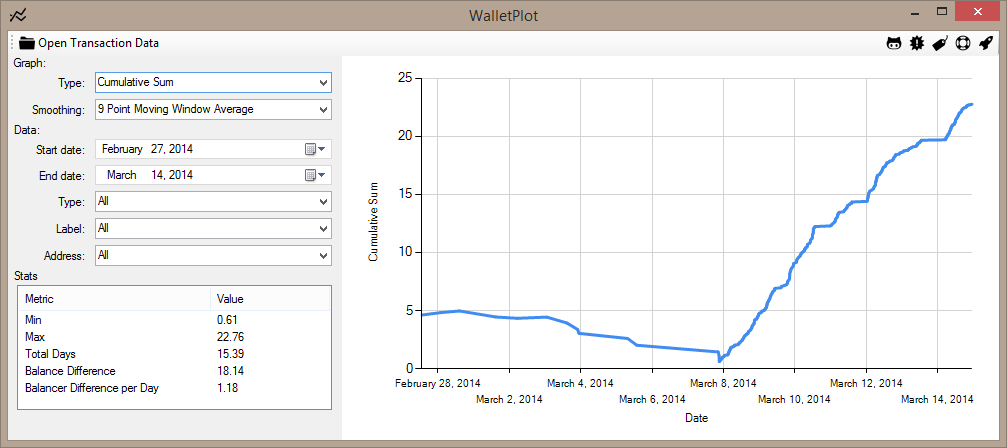 WalletPlot
Open Transaction Data
Graph:
Type: Cumulative Sum
Smoothing: 9 Point Moving Window Average
Data:
Start date: February 27, 2014
End date: March 14, 2014
Type: All
Label: All
Address: All
Stats
Metric Value
Min 0.61
Max 22.76
Total Days 15.39
Balance Difference 18.14
Balancer Difference per Day 1.18
25
20
15
10
5
0
Cumulative Sum
February 28, 2014 March 4, 2014 March 8, 2014 March 12, 2014
March 2, 2014 March 6, 2014 March 10, 2014 March 14, 2014
Date